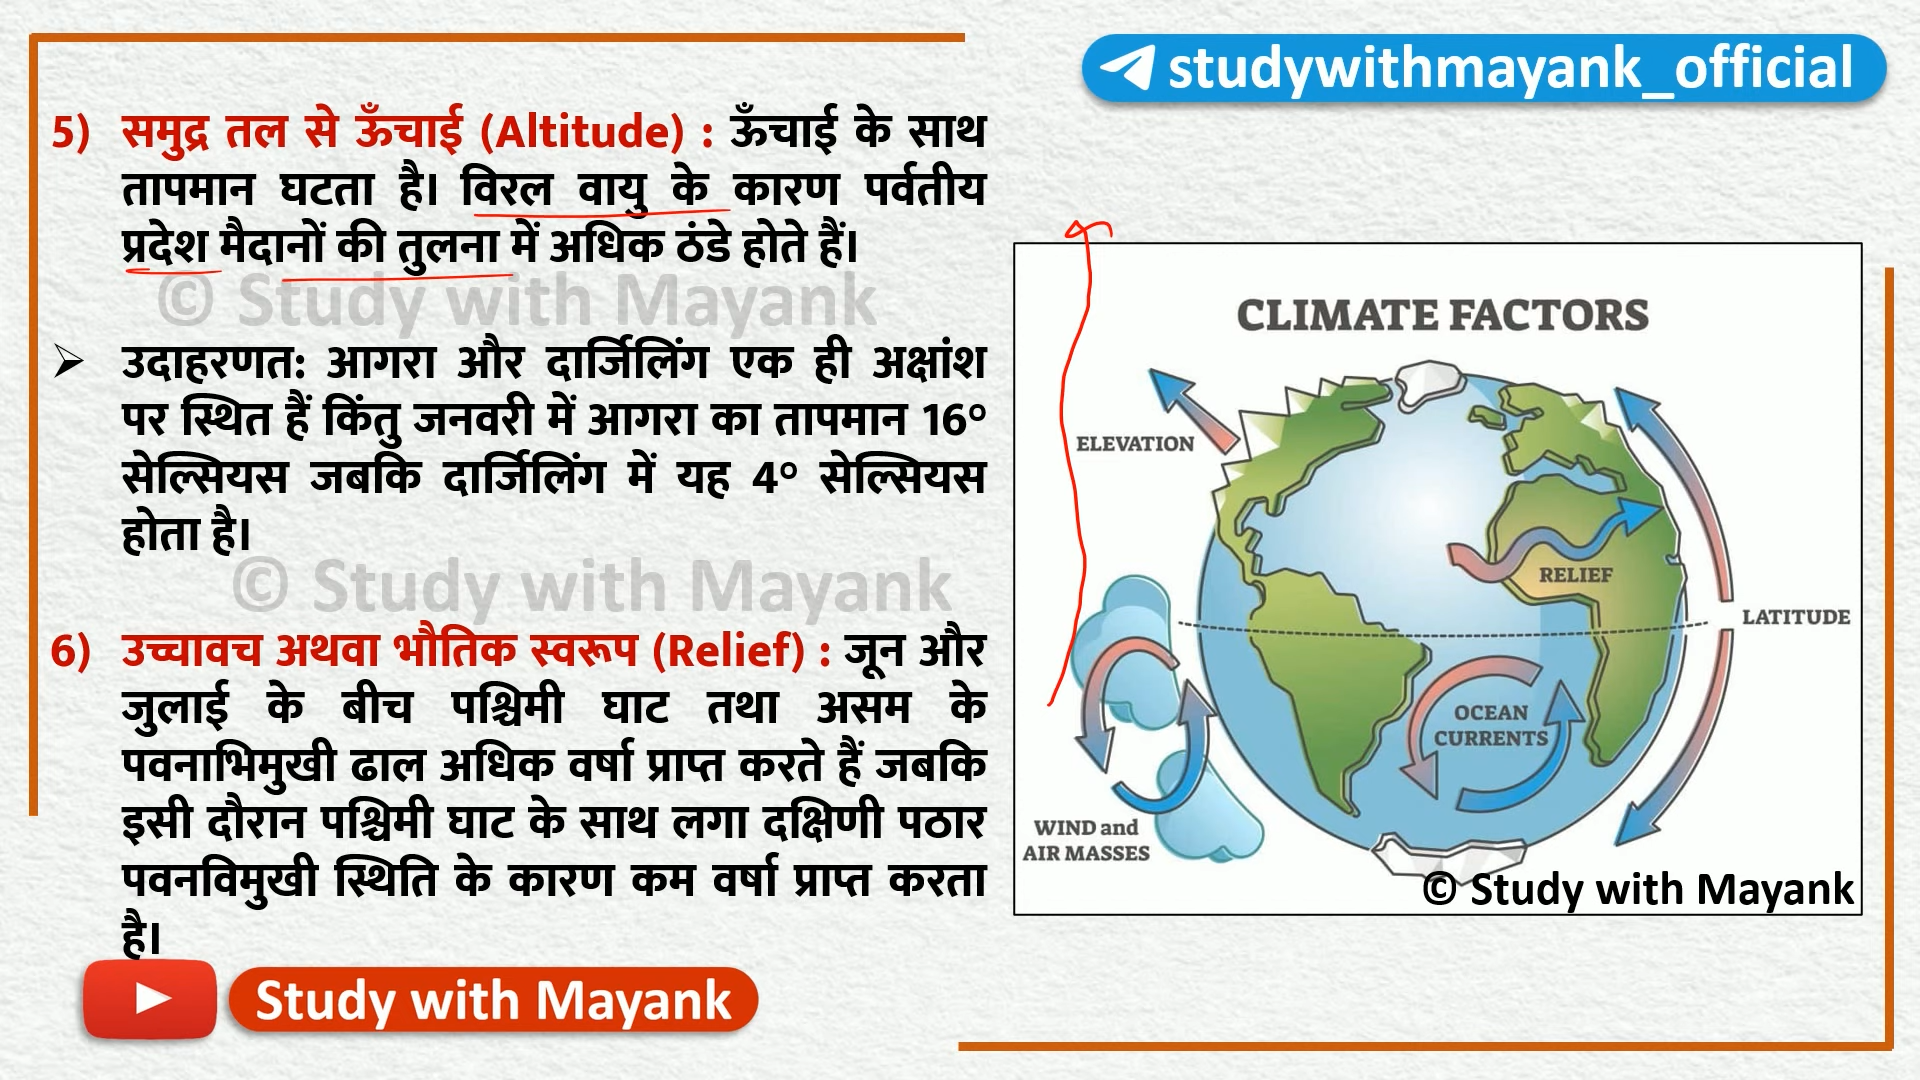 studywithmayank_official
5) समुद्र तल से ऊँचाई (Altitude) : ऊँचाई के साथ
तापमान घटता है। विरल वायु के कारण पर्वतीय
प्रदेश मैदानों की तुलना में अधिक ठंडे होते हैं।
© Study with Mayank
➢ उदाहरणत: आगरा और दार्जिलिंग एक ही अक्षांश
पर स्थित हैं किंतु जनवरी में आगरा का तापमान 16°
सेल्सियस जबकि दार्जिलिंग में यह 4° सेल्सियस
होता है।
© Study with Mayank
6) उच्चावच अथवा भौतिक स्वरूप (Relief) : जून और
जुलाई के बीच पश्चिमी घाट तथा असम के
पवनाभिमुखी ढाल अधिक वर्षा प्राप्त करते हैं जबकि
इसी दौरान पश्चिमी घाट के साथ लगा दक्षिणी पठार
पवनविमुखी स्थिति के कारण कम वर्षा प्राप्त करता
है।
CLIMATE FACTORS
ELEVATION
RELIEF
LATITUDE
OCEAN
CURRENTS
WIND and
AIR MASSES
© Study with Mayank
Study with Mayank